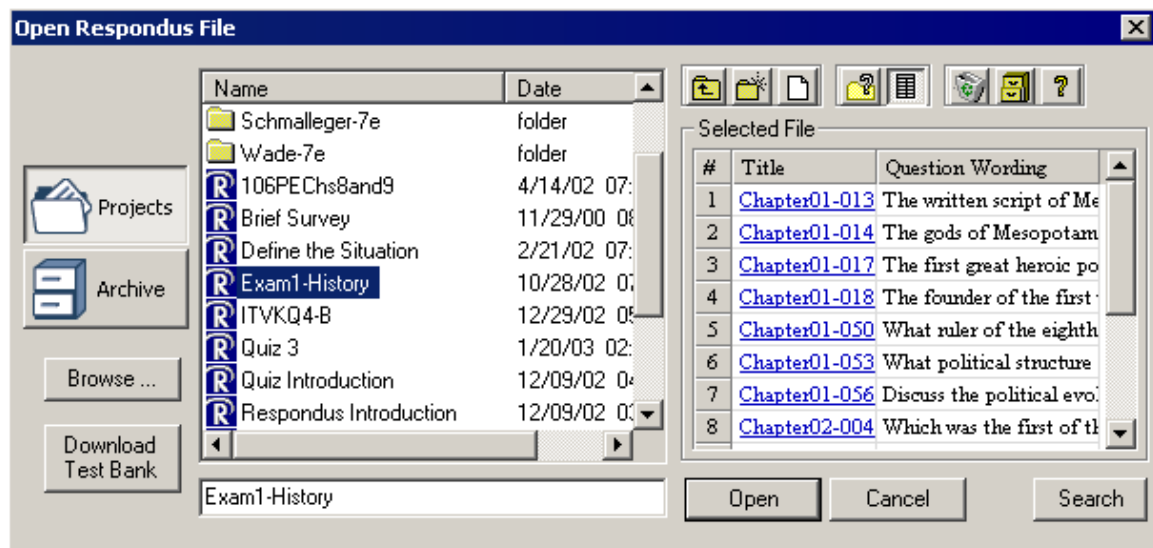 Open Respondus File
Projects
Archive
Browse ...
Download
Test Bank
Name Date
Schmalleger-7e folder
Wade-7e folder
106PEChs8and9 4/14/02 07:
Brief Survey 11/29/00 08
Define the Situation 2/21/02 07:
Exam1-History 10/28/02 07
ITVKQ4-B 12/29/02 05
Quiz 3 1/20/03 02:
Quiz Introduction 12/09/02 04
Respondus Introduction 12/09/02 03
Exam1-History
Selected File
# Title Question Wording
1 Chapter01-013 The written script of Me
2 Chapter01-014 The gods of Mesopotam
3 Chapter01-017 The first great heroic po
4 Chapter01-018 The founder of the first
5 Chapter01-050 What ruler of the eighth
6 Chapter01-053 What political structure
7 Chapter01-056 Discuss the political evo
8 Chapter02-004 Which was the first of th
Open Cancel Search